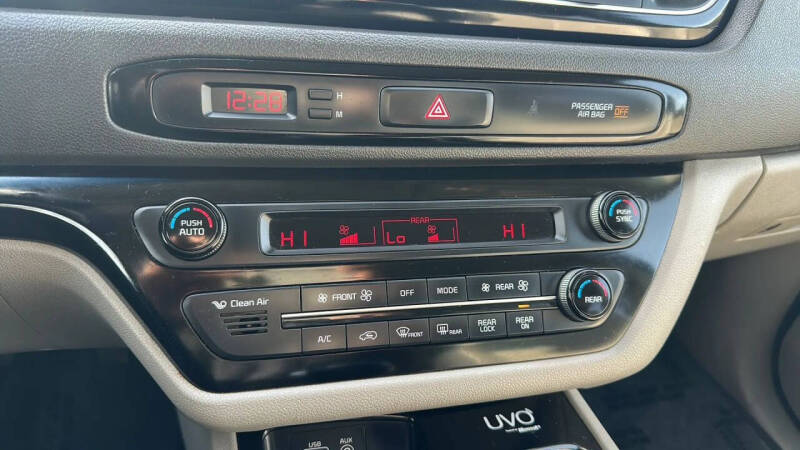 12:28
H
M
PASSENGER
AIR BAG OFF
PUSH
AUTO
HI
REAR
Lo
HI
PUSH
SYNC
Clean Air
FRONT
OFF
MODE
REAR
REAR
A/C
FRONT
REAR
REAR
LOCK
REAR
ON
USB
AUX
UVO